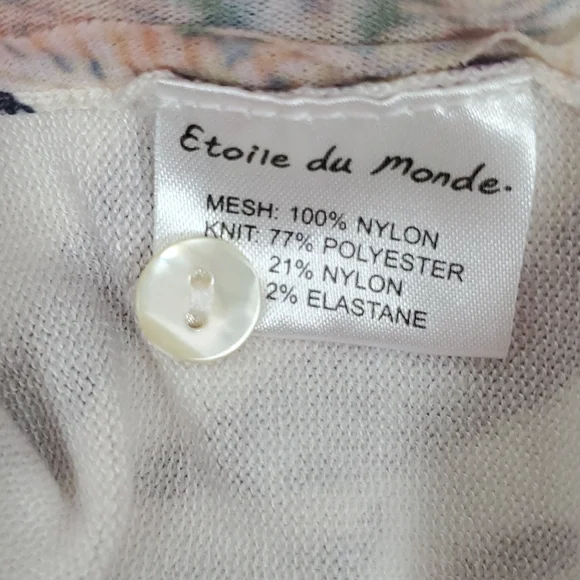 Etoile du Monde.
MESH: 100% NYLON
KNIT: 77% POLYESTER
21% NYLON
2% ELASTANE